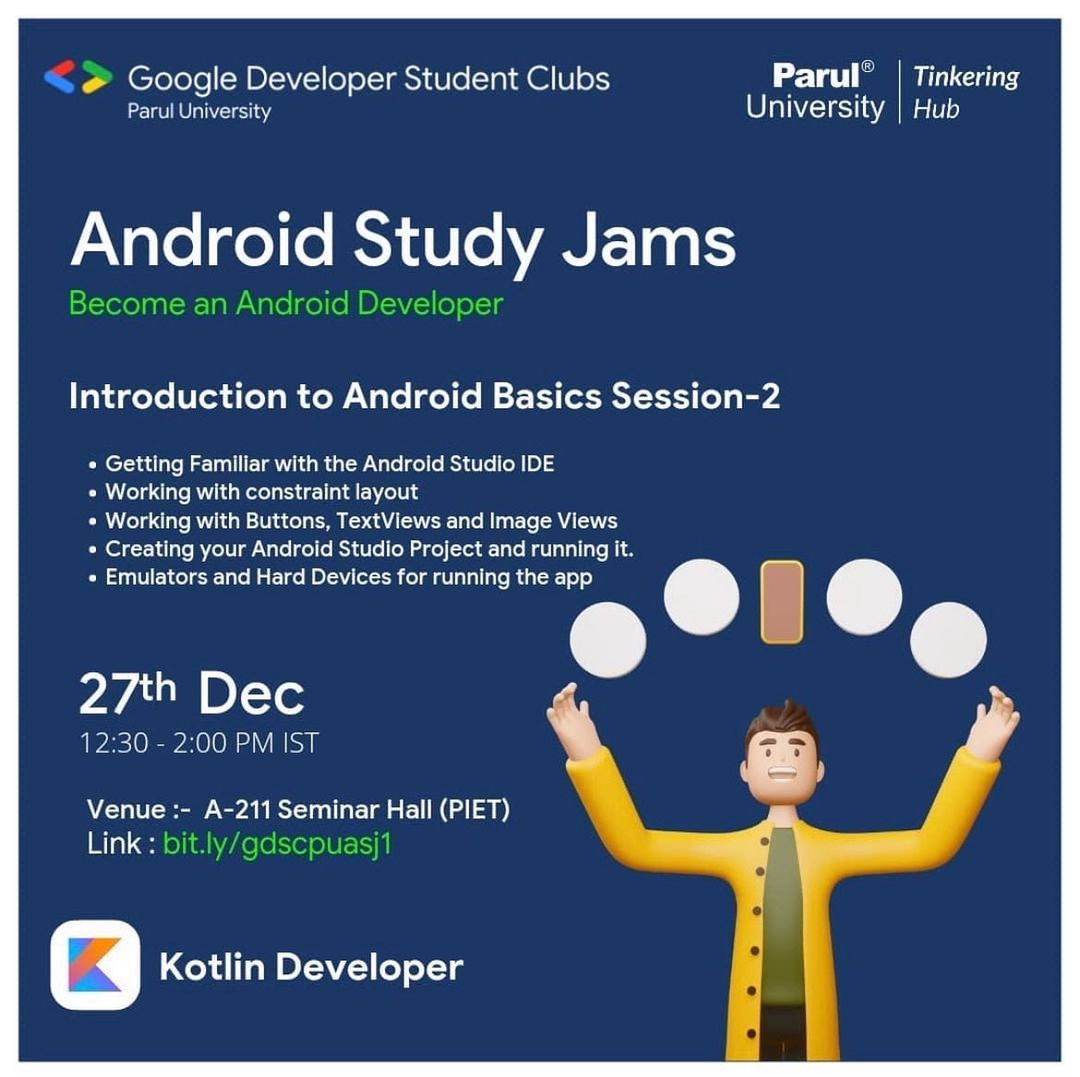 Google Developer Student Clubs
Parul University
Parul® University
Tinkering Hub
Android Study Jams
Become an Android Developer
Introduction to Android Basics Session-2
• Getting Familiar with the Android Studio IDE
• Working with constraint layout
• Working with Buttons, TextViews and Image Views
• Creating your Android Studio Project and running it.
• Emulators and Hard Devices for running the app
27th Dec
12:30 - 2:00 PM IST
Venue :- A-211 Seminar Hall (PIET)
Link : bit.ly/gdscpuasj1
Kotlin Developer